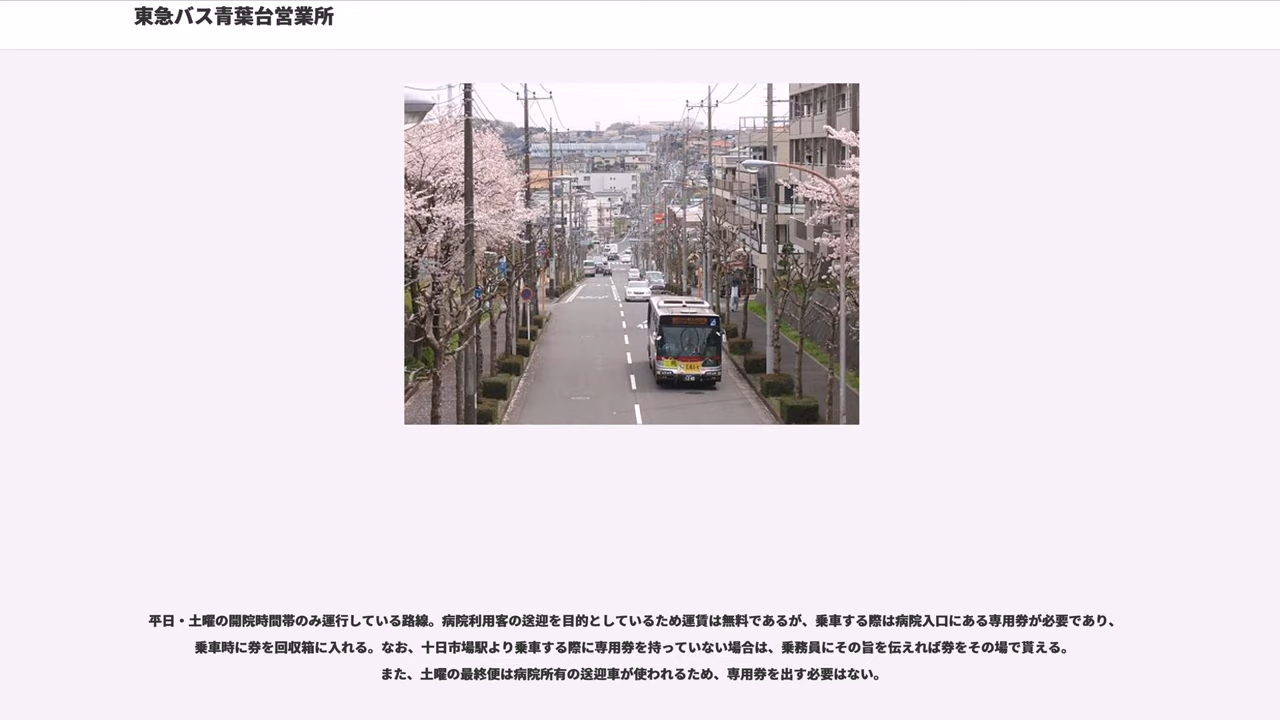 東急バス青葉台営業所
平日・土曜の開院時間帯のみ運行している路線。病院利用客の送迎を目的としているため運賃は無料であるが、乗車する際は病院入口にある専用券が必要であり、
乗車時に券を回収箱に入れる。なお、十日市場駅より乗車する際に専用券を持っていない場合は、乗務員にその旨を伝えれば券をその場で貰える。
また、土曜の最終便は病院所有の送迎車が使われるため、専用券を出す必要はない。